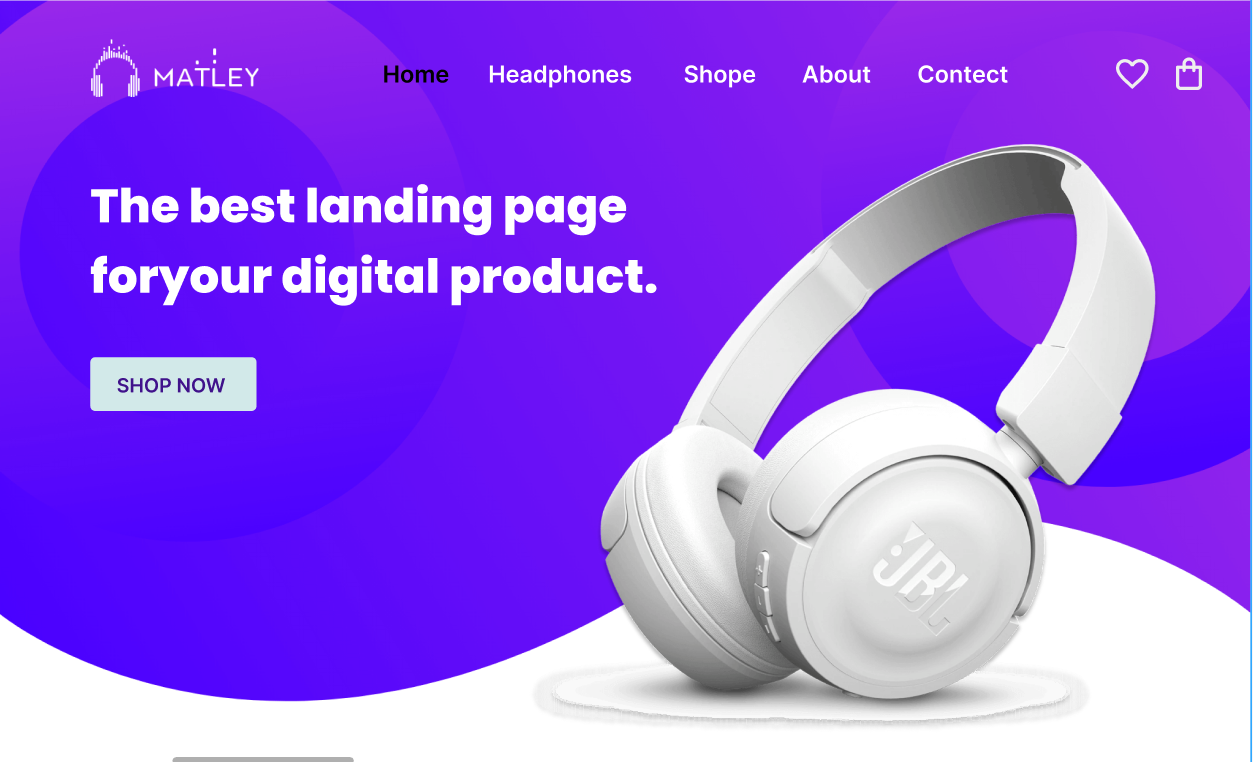 MATLEY
Home Headphones Shope About Contect
The best landing page
foryour digital product.
SHOP NOW
JBL